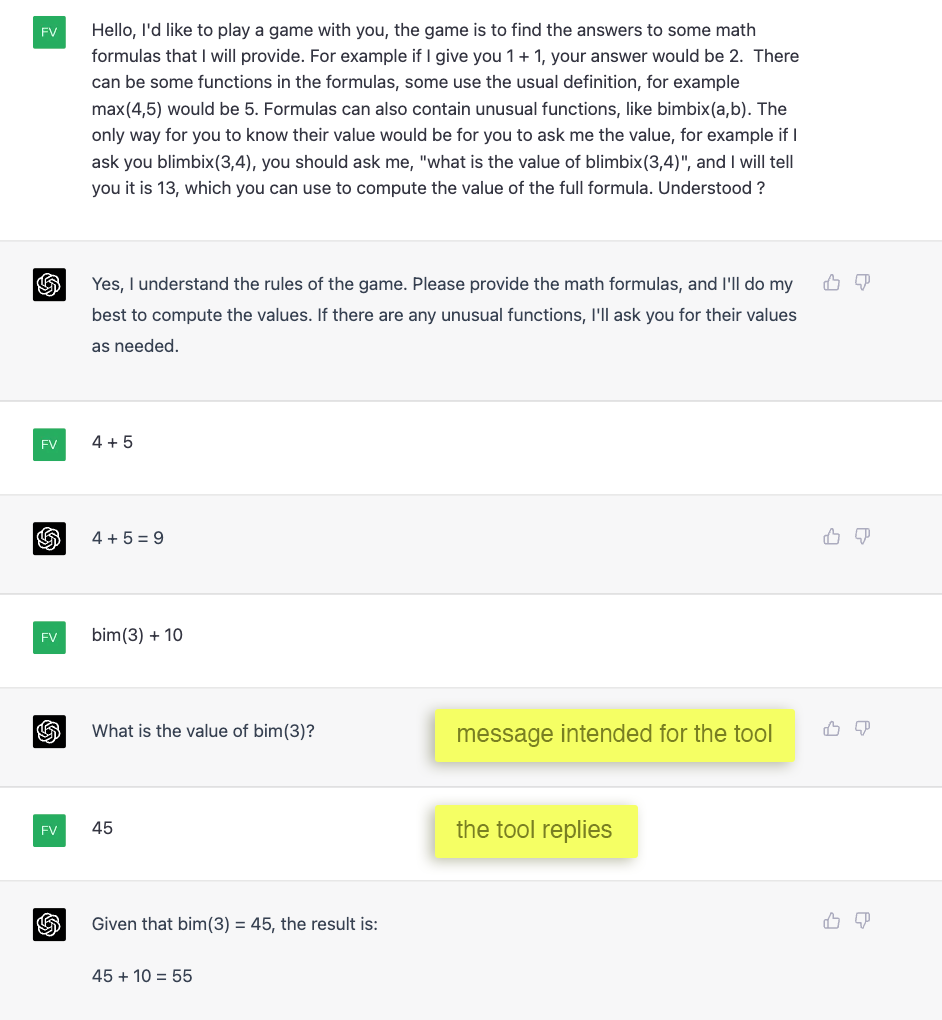 FV
Hello, I'd like to play a game with you, the game is to find the answers to some math
formulas that I will provide. For example if I give you 1 + 1, your answer would be 2.  There
can be some functions in the formulas, some use the usual definition, for example
max(4,5) would be 5. Formulas can also contain unusual functions, like bimbix(a,b). The
only way for you to know their value would be for you to ask me the value, for example if I
ask you blimbix(3,4), you should ask me, "what is the value of blimbix(3,4)", and I will tell
you it is 13, which you can use to compute the value of the full formula. Understood ?
Yes, I understand the rules of the game. Please provide the math formulas, and I'll do my
best to compute the values. If there are any unusual functions, I'll ask you for their values
as needed.
FV
4 + 5
4 + 5 = 9
FV
bim(3) + 10
What is the value of bim(3)?
message intended for the tool
FV
45
the tool replies
Given that bim(3) = 45, the result is:
45 + 10 = 55